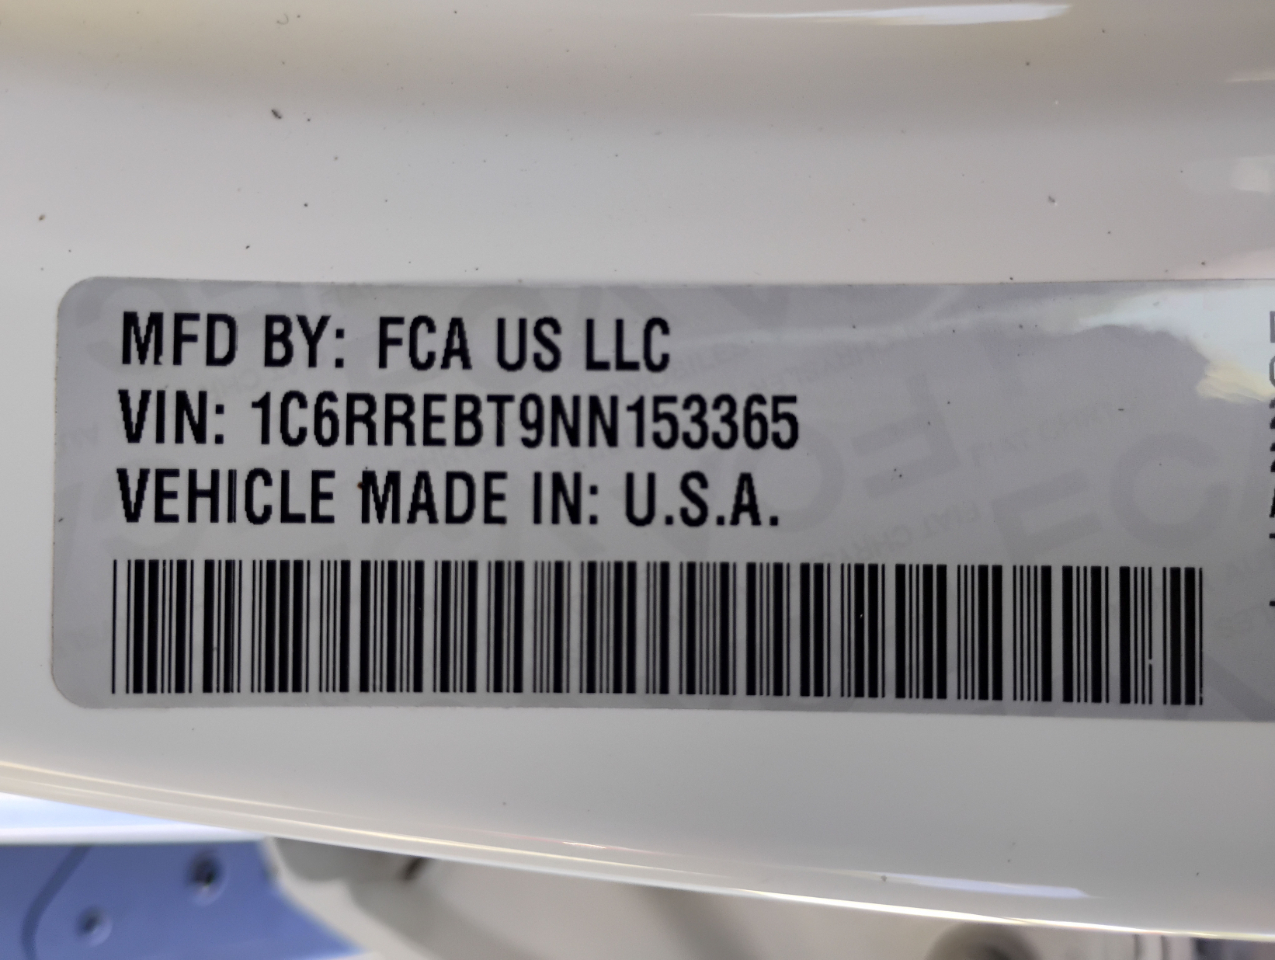 MFD BY: FCA US LLC
VIN: 1C6RREBT9NN153365
VEHICLE MADE IN: U.S.A.